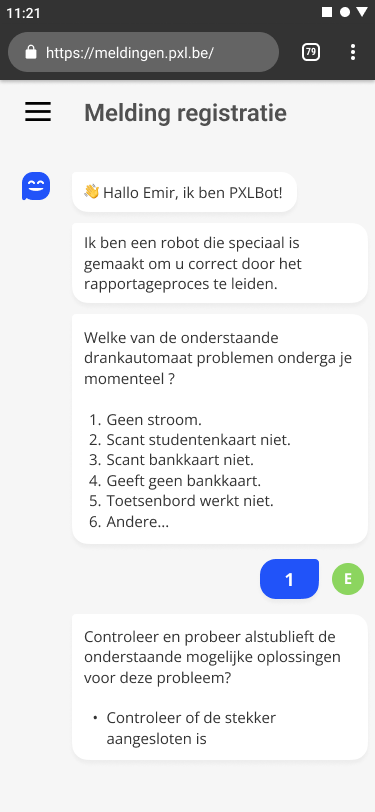 11:21
https://meldingen.pxl.be/
79
Melding registratie
👋 Hallo Emir, ik ben PXLBot!
Ik ben een robot die speciaal is
gemaakt om u correct door het
rapportageproces te leiden.
Welke van de onderstaande
drankautomaat problemen onderga je
momenteel ?
1. Geen stroom.
2. Scant studentenkaart niet.
3. Scant bankkaart niet.
4. Geeft geen bankkaart.
5. Toetsenbord werkt niet.
6. Andere...
1
E
Controleer en probeer alstublieft de
onderstaande mogelijke oplossingen
voor deze probleem?
• Controleer of de stekker
aangesloten is